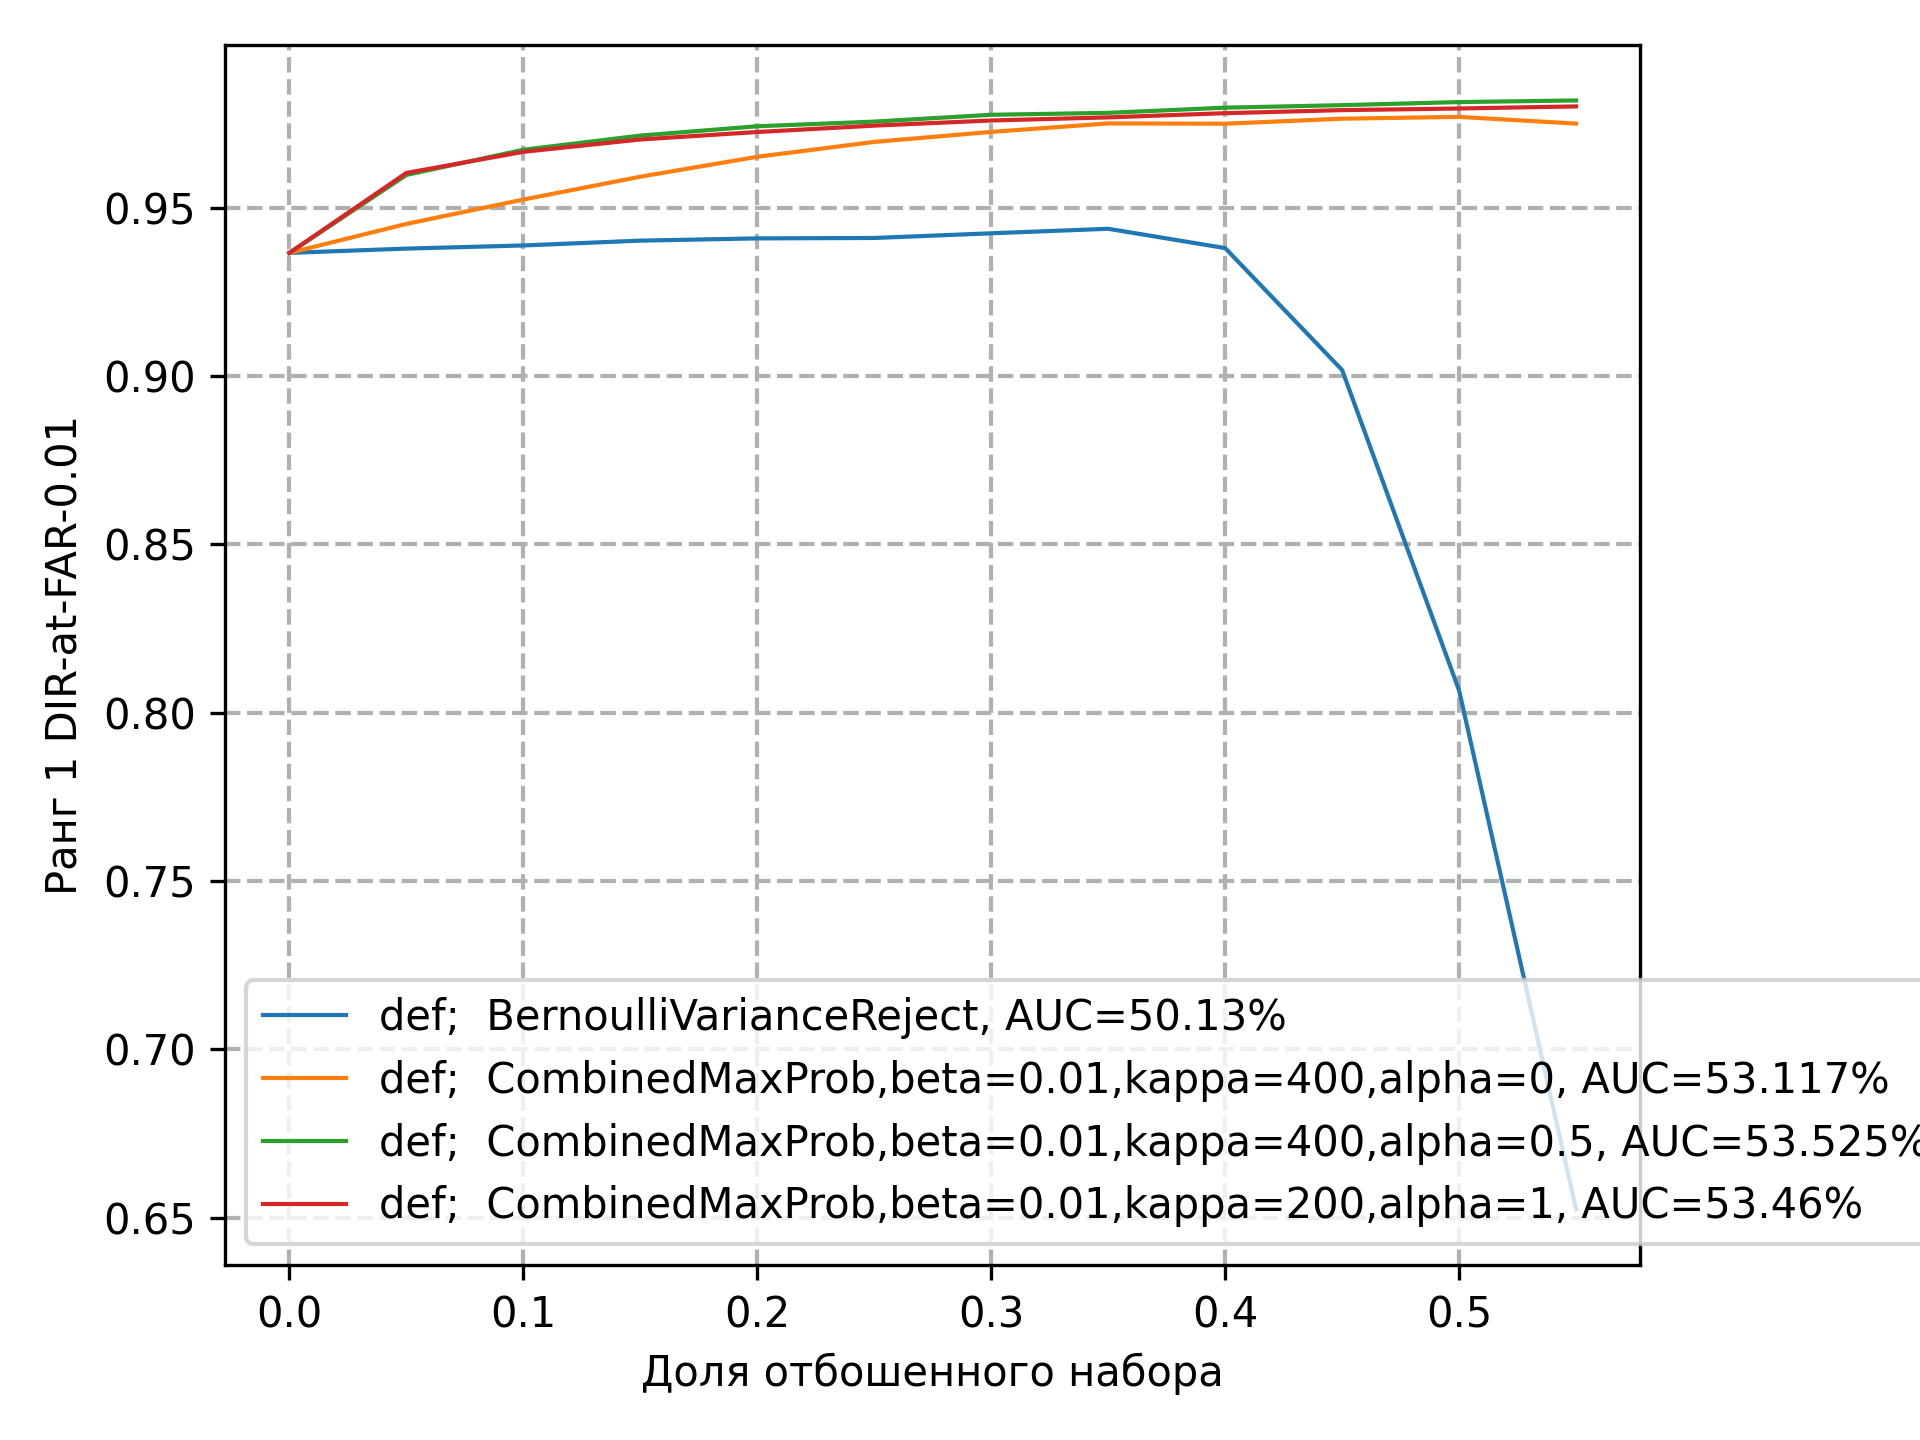 0.95
0.90
0.85
0.80
0.75
0.70
0.65
Ранг 1 DIR-at-FAR-0.01
def;  BernoulliVarianceReject, AUC=50.13%
def;  CombinedMaxProb,beta=0.01,kappa=400,alpha=0, AUC=53.117%
def;  CombinedMaxProb,beta=0.01,kappa=400,alpha=0.5, AUC=53.525%
def;  CombinedMaxProb,beta=0.01,kappa=200,alpha=1, AUC=53.46%
0.0 0.1 0.2 0.3 0.4 0.5
Доля отбошенного набора